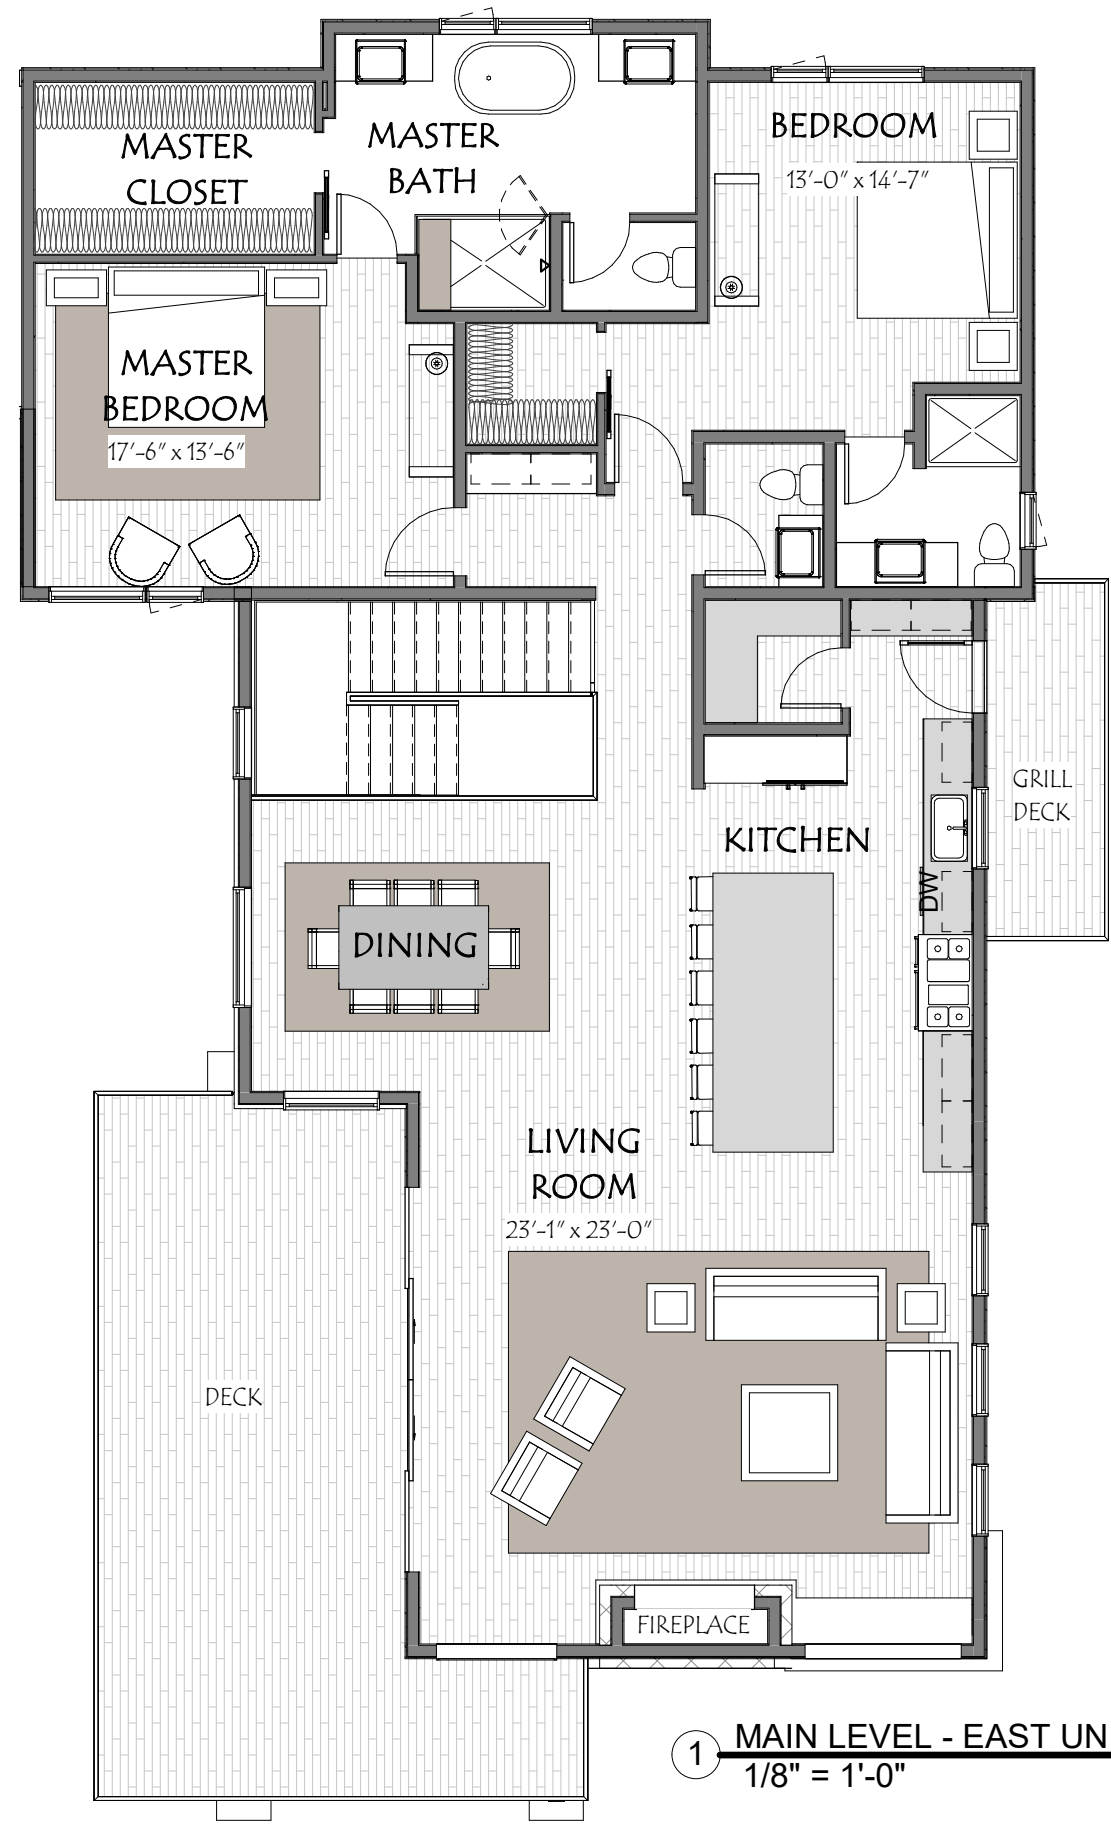 MASTER
CLOSET
MASTER
BATH
BEDROOM
13'-0" x 14'-7"
MASTER
BEDROOM
17'-6" x 13'-6"
GRILL
DECK
KITCHEN
DW
DINING
LIVING
ROOM
23'-1" x 23'-0"
DECK
FIREPLACE
1
MAIN LEVEL - EAST UN
1/8" = 1'-0"